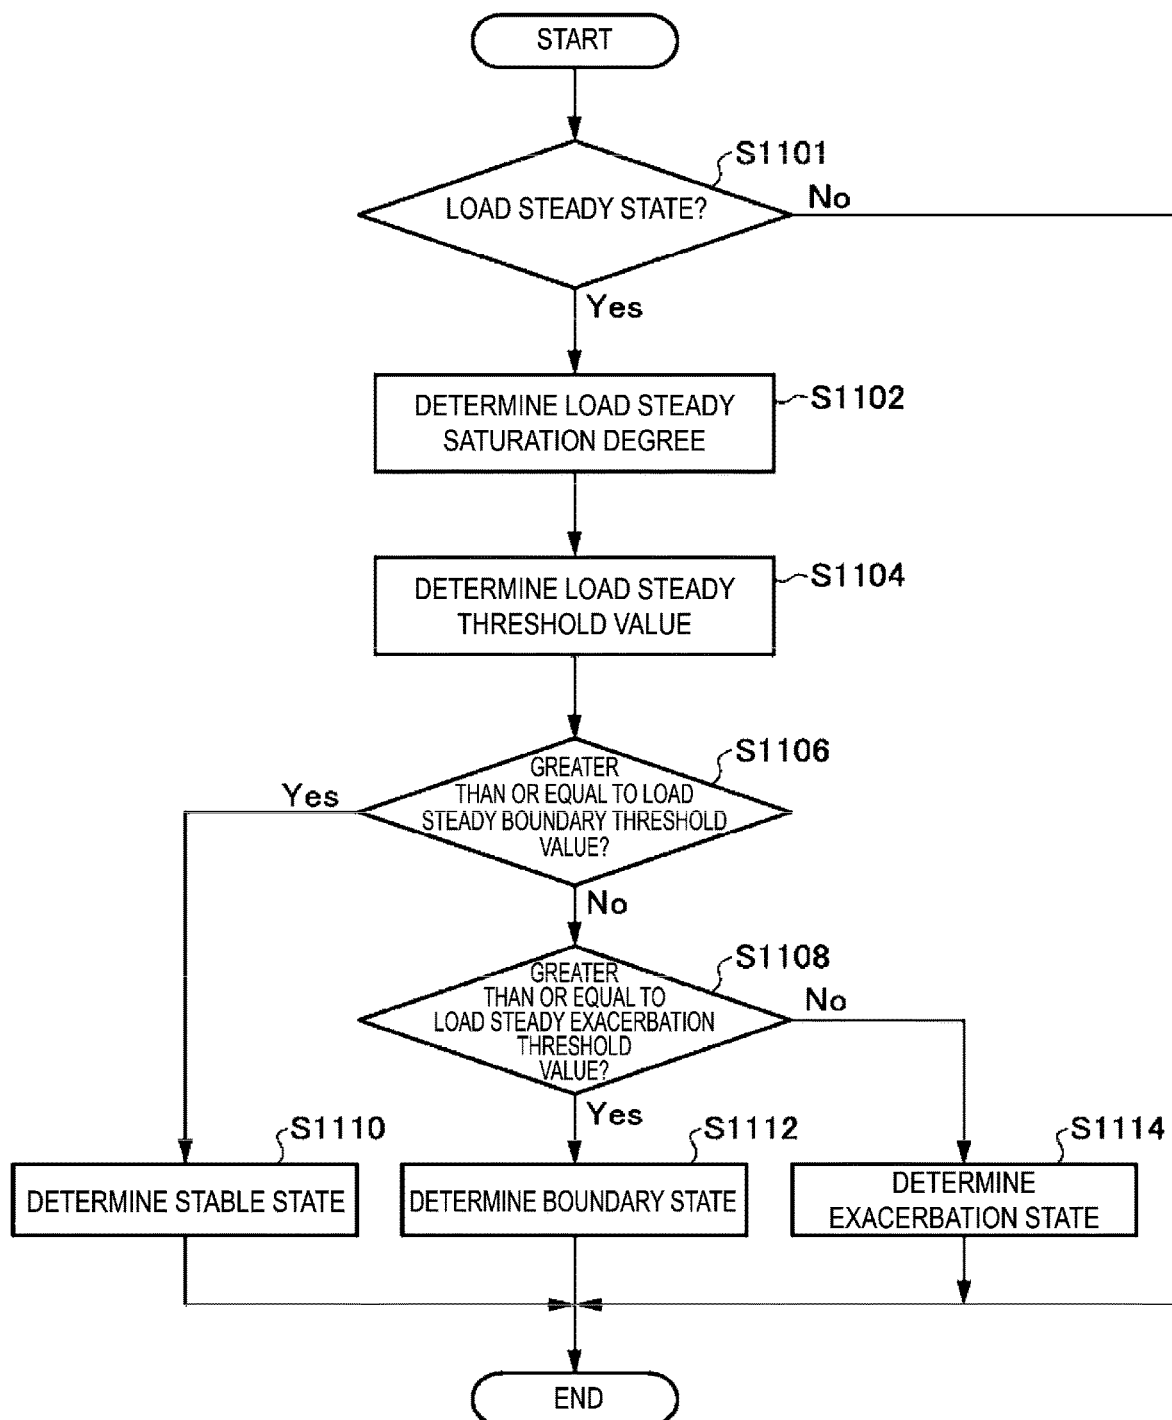 START
S1101
LOAD STEADY STATE?
No
Yes
S1102
DETERMINE LOAD STEADY
SATURATION DEGREE
S1104
DETERMINE LOAD STEADY
THRESHOLD VALUE
S1106
GREATER
THAN OR EQUAL TO LOAD
STEADY BOUNDARY THRESHOLD
VALUE?
Yes
No
S1108
GREATER
THAN OR EQUAL TO
LOAD STEADY EXACERBATION
THRESHOLD
VALUE?
No
Yes
S1110
DETERMINE STABLE STATE
S1112
DETERMINE BOUNDARY STATE
S1114
DETERMINE
EXACERBATION STATE
END